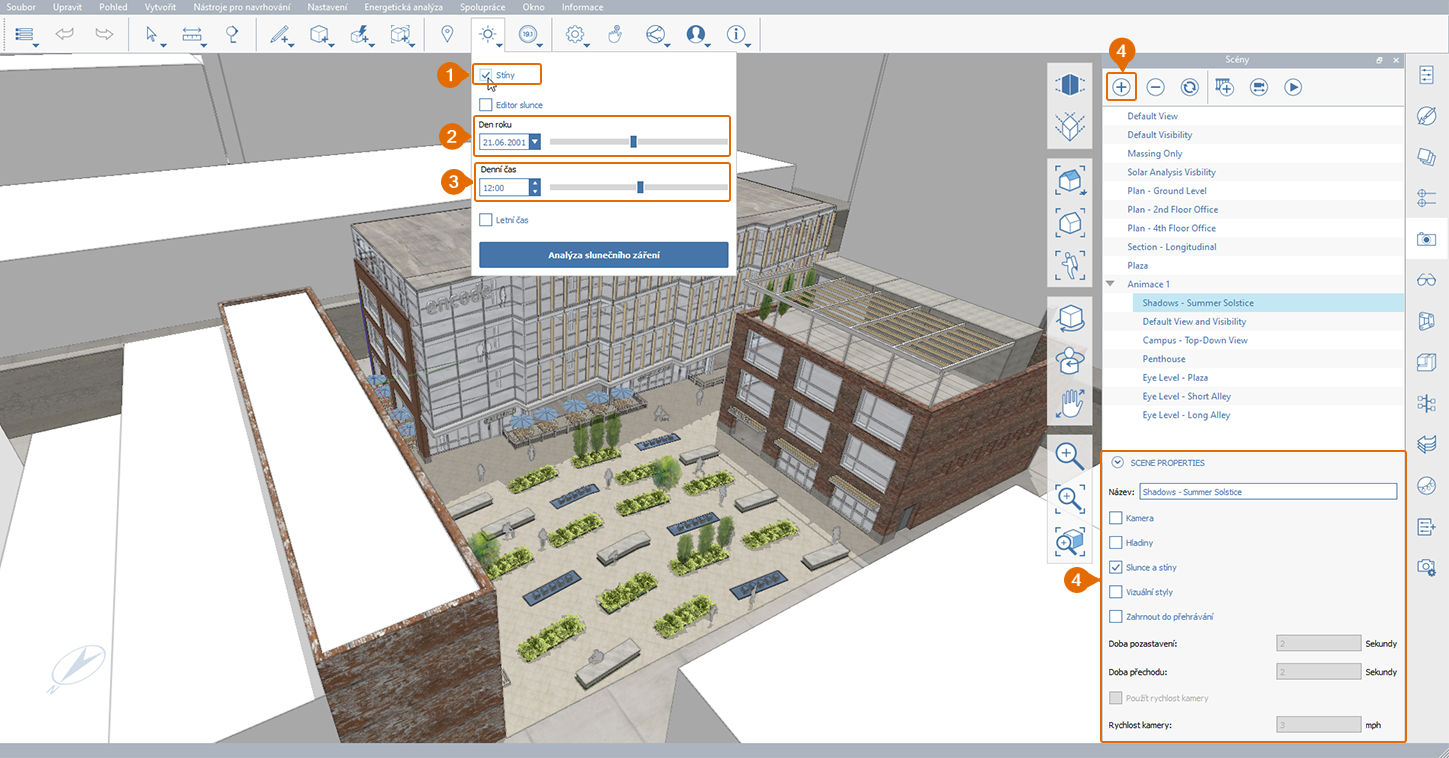 Soubor Upravit Pohled Vytvořit Nástroje pro navrhování Nastavení Energetická analýza Spolupráce Okno Informace
193
4
Scény
1
Stíny
Editor slunce
2
Den roku
21.06.2001
3
Denní čas
12:00
Letní čas
Analýza slunečního záření
Default View
Default Visibility
Massing Only
Solar Analysis Visbility
Plan - Ground Level
Plan - 2nd Floor Office
Plan - 4th Floor Office
Section - Longitudinal
Plaza
Animace 1
Shadows - Summer Solstice
Default View and Visibility
Campus - Top-Down View
Penthouse
Eye Level - Plaza
Eye Level - Short Alley
Eye Level - Long Alley
SCENE PROPERTIES
Název: Shadows - Summer Solstice
Kamera
Hladiny
4
Slunce a stíny
Vizuální styly
Zahrnout do přehrávání
Doba pozastavení: 2 Sekundy
Doba přechodu: 2 Sekundy
Použít rychlost kamery
Rychlost kamery: 3 mph
N